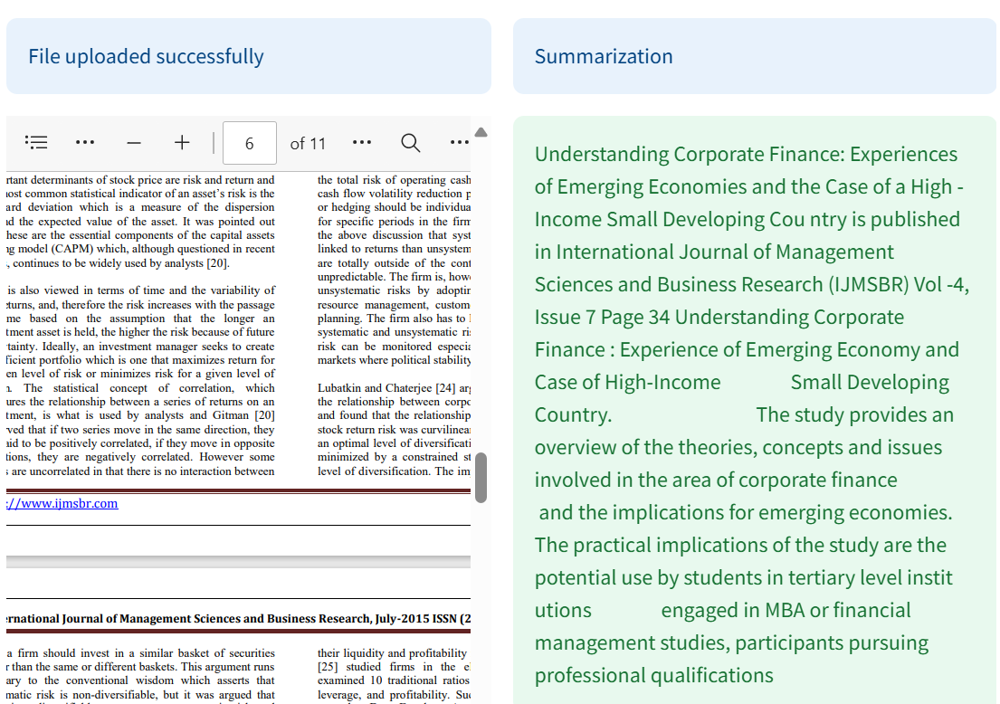 File uploaded successfully
Summarization
6 of 11
rtant determinants of stock price are risk and return and
ost common statistical indicator of an asset's risk is the
ard deviation which is a measure of the dispersion
d the expected value of the asset. It was pointed out
hese are the essential components of the capital assets
ng model (CAPM) which, although questioned in recent
, continues to be widely used by analysts [20].
is also viewed in terms of time and the variability of
turns, and, therefore the risk increases with the passage
me based on the assumption that the longer an
tment asset is held, the higher the risk because of future
tainty. Ideally, an investment manager seeks to create
ficient portfolio which is one that maximizes return for
en level of risk or minimizes risk for a given level of
n. The statistical concept of correlation, which
ures the relationship between a series of returns on an
tment, is what is used by analysts and Gitman [20]
ved that if two series move in the same direction, they
aid to be positively correlated, if they move in opposite
tions, they are negatively correlated. However some
s are uncorrelated in that there is no interaction between
the total risk of operating cash
cash flow volatility reduction p
or hedging should be individua
for specific periods in the firm
the above discussion that syst
linked to returns than unsystem
are totally outside of the cont
unpredictable. The firm is, howe
unsystematic risks by adoptin
resource management, custom
planning. The firm also has to l
systematic and unsystematic ri
risk can be monitored especia
markets where political stability
Lubatkin and Chaterjee [24] arg
the relationship between corpo
and found that the relationship
stock return risk was curvilinear
an optimal level of diversificati
minimized by a constrained st
level of diversification. The im
://www.ijmsbr.com
rnational Journal of Management Sciences and Business Research, July-2015 ISSN (2
a firm should invest in a similar basket of securities
r than the same or different baskets. This argument runs
ary to the conventional wisdom which asserts that
matic risk is non-diversifiable, but it was argued that
their liquidity and profitability
[25] studied firms in the el
examined 10 traditional ratios
leverage, and profitability. Suc
Understanding Corporate Finance: Experiences
of Emerging Economies and the Case of a High -
Income Small Developing Cou ntry is published
in International Journal of Management
Sciences and Business Research (IJMSBR) Vol -4,
Issue 7 Page 34 Understanding Corporate
Finance : Experience of Emerging Economy and
Case of High-Income Small Developing
Country. The study provides an
overview of the theories, concepts and issues
involved in the area of corporate finance
and the implications for emerging economies.
The practical implications of the study are the
potential use by students in tertiary level instit
utions engaged in MBA or financial
management studies, participants pursuing
professional qualifications